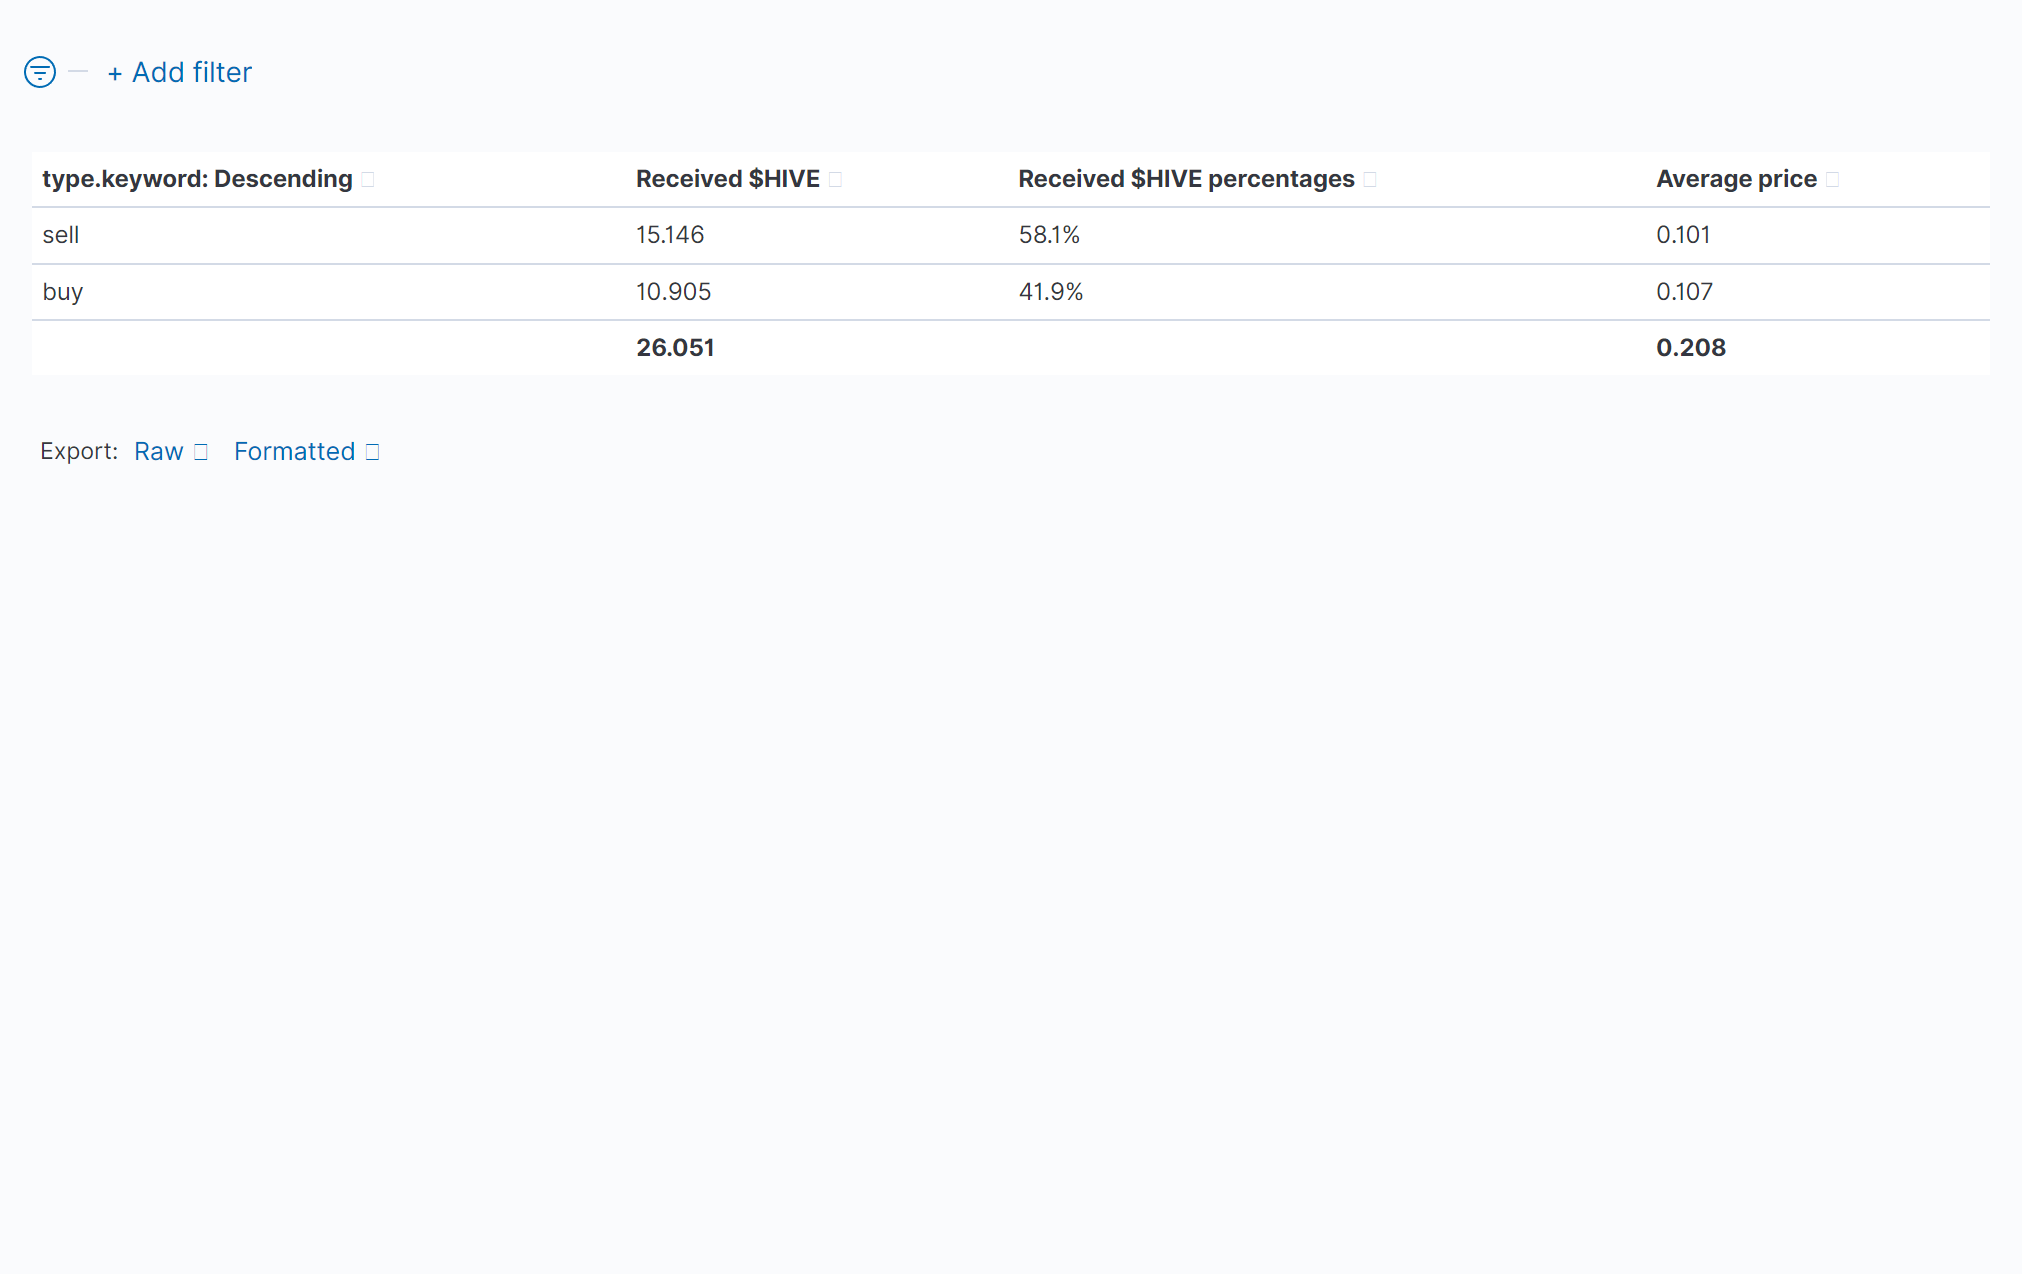 + Add filter
type.keyword: Descending Received $HIVE Received $HIVE percentages Average price
sell 15.146 58.1% 0.101
buy 10.905 41.9% 0.107
26.051 0.208
Export: Raw Formatted